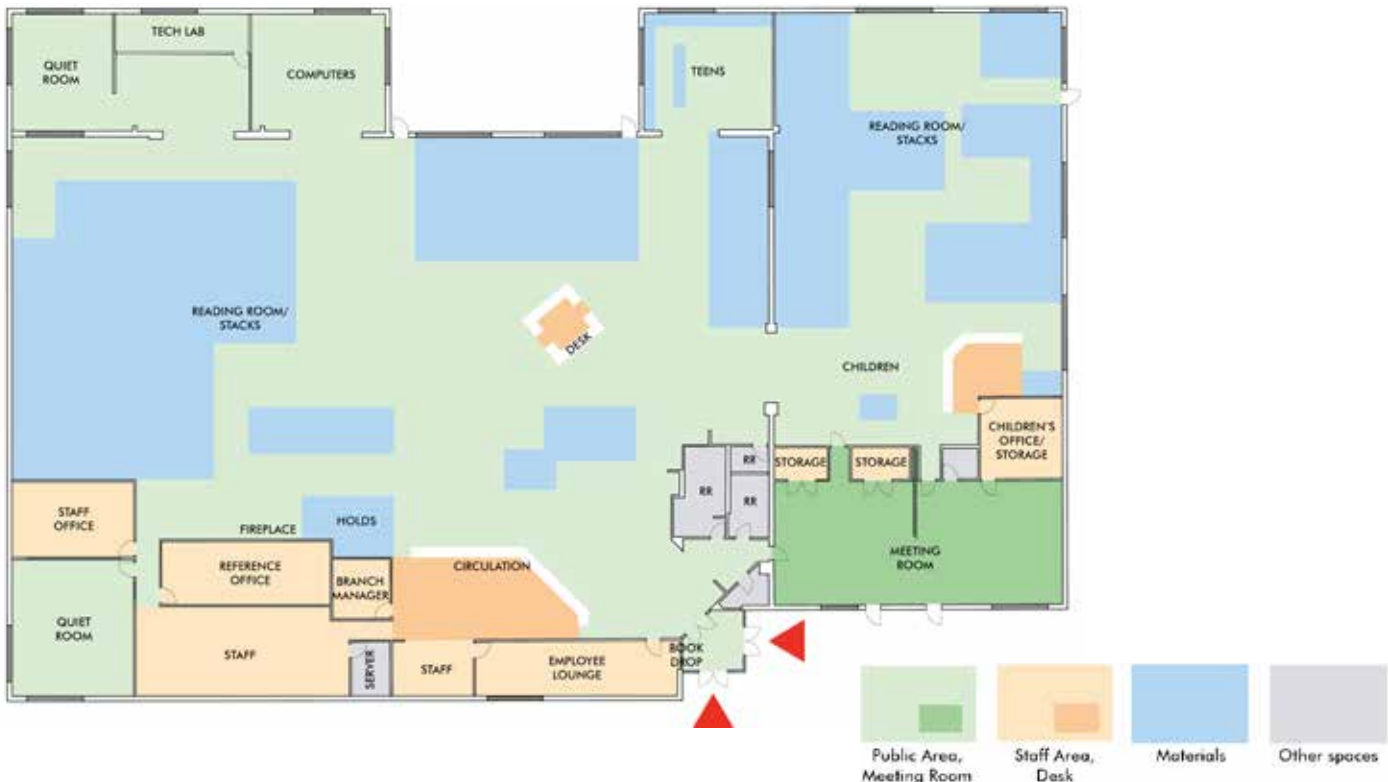 TECH LAB
QUIET
ROOM
COMPUTERS
TEENS
READING ROOM/
STACKS
READING ROOM/
STACKS
DESK
CHILDREN
CHILDREN'S
OFFICE/
STORAGE
STORAGE
STORAGE
RR
RR
RR
STAFF
OFFICE
FIREPLACE
HOLDS
REFERENCE
OFFICE
BRANCH
MANAGER
CIRCULATION
MEETING
ROOM
QUIET
ROOM
STAFF
SERVER
STAFF
EMPLOYEE
LOUNGE
BOOK
DROP
Public Area,
Meeting Room
Staff Area,
Desk
Materials
Other spaces